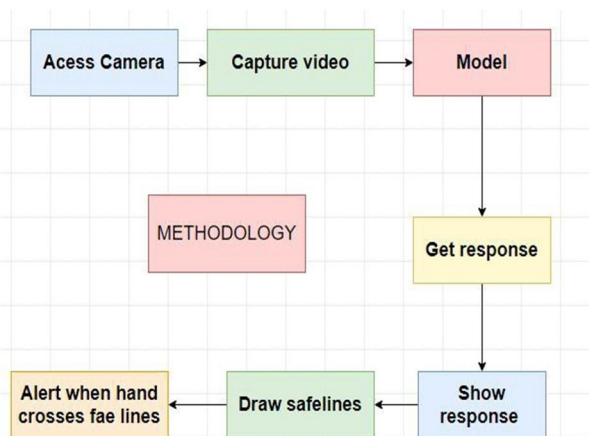 Acess Camera
Capture video
Model
METHODOLOGY
Get response
Alert when hand
crosses fae lines
Draw safelines
Show
response